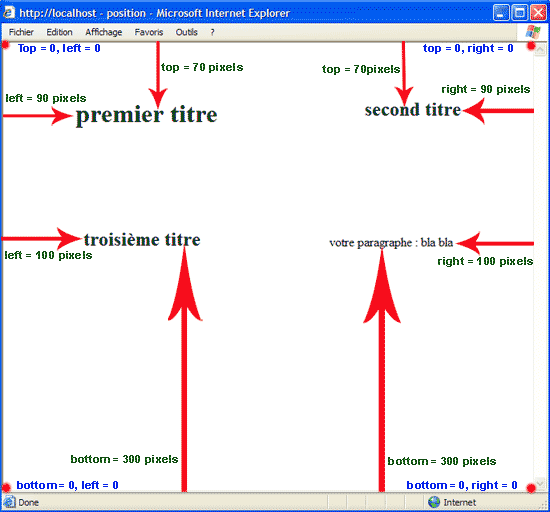 http://localhost - position - Microsoft Internet Explorer
Fichier Edition Affichage Favoris Outils ?
Top = 0, left = 0
top = 0, right = 0
top = 70 pixels
top = 70pixels
left = 90 pixels
right = 90 pixels
premier titre
second titre
troisième titre
votre paragraphe : bla bla
left = 100 pixels
right = 100 pixels
bottom = 300 pixels
bottom = 300 pixels
bottom= 0, left = 0
bottom= 0, right = 0
Done
Internet